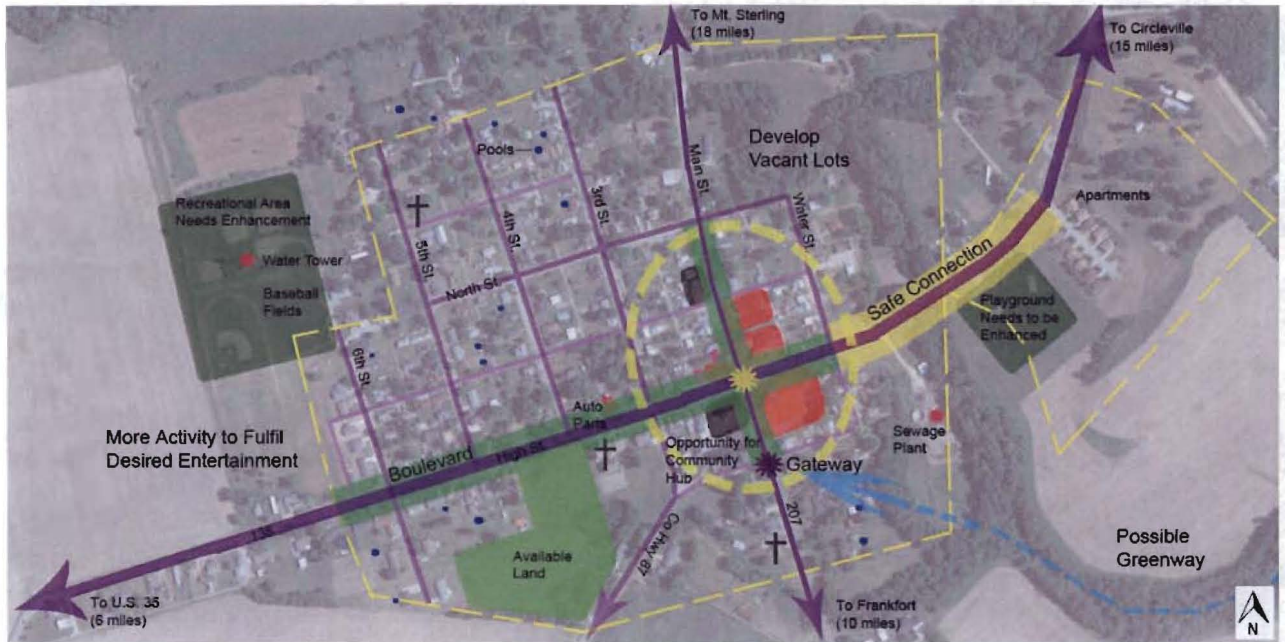 To Mt. Sterling
(18 miles)
To Circleville
(15 miles)
Develop
Vacant Lots
Pools
Main St.
Recreational Area
Needs Enhancement
Water Tower
Baseball
Fields
3rd St.
4th St.
5th St.
6th St.
North St.
Water St.
Apartments
Safe Connection
Playground
Needs to be
Enhanced
Auto
Parts
More Activity to Fulfil
Desired Entertainment
Boulevard
High St.
Opportunity for
Community
Hub
Gateway
Sewage
Plant
138
207
Co Hwy 87
Available
Land
Possible
Greenway
To U.S. 35
(6 miles)
To Frankfort
(10 miles)
N